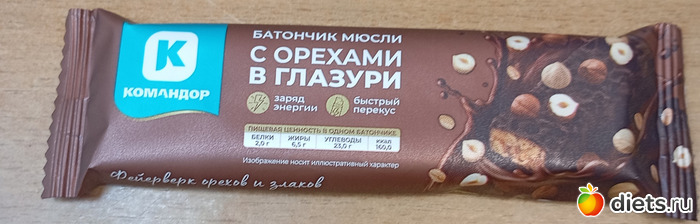 К
КОМАНДОР
БАТОНЧИК МЮСЛИ
С ОРЕХАМИ
В ГЛАЗУРИ
заряд энергии
быстрый перекус
ПИЩЕВАЯ ЦЕННОСТЬ В ОДНОМ БАТОНЧИКЕ
БЕЛКИ ЖИРЫ УГЛЕВОДЫ ккал
2,0 г 6,5 г 23,0 г 160,0
Изображение носит иллюстративный характер
Фейерверк орехов и злаков
diets.ru